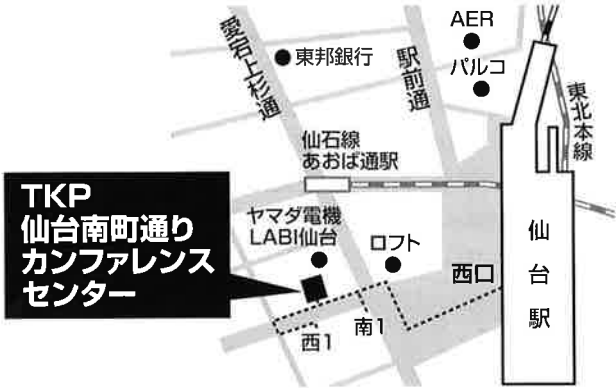 AER
パルコ
東邦銀行
愛宕上杉通
駅前通
東北本線
仙石線
あおば通駅
TKP
仙台南町通り
カンファレンス
センター
ヤマダ電機
LABI仙台
ロフト
西口
仙台駅
南1
西1